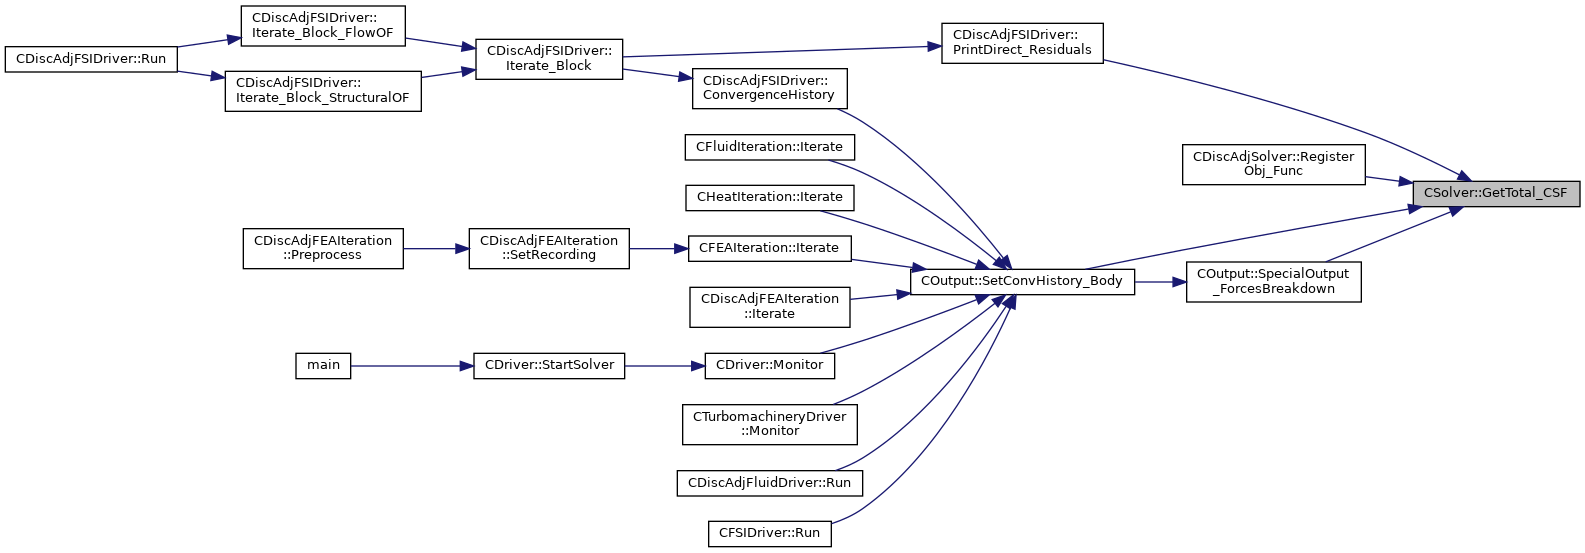 CDiscAdjFSIDriver::Run
CDiscAdjFSIDriver::
Iterate_Block_FlowOF
CDiscAdjFSIDriver::
Iterate_Block_StructuralOF
CDiscAdjFSIDriver::
Iterate_Block
CDiscAdjFSIDriver::
PrintDirect_Residuals
CDiscAdjFSIDriver::
ConvergenceHistory
CFluidIteration::Iterate
CHeatIteration::Iterate
CDiscAdjFEAIteration
::Preprocess
CDiscAdjFEAIteration
::SetRecording
CFEAIteration::Iterate
CDiscAdjFEAIteration
::Iterate
main
CDriver::StartSolver
CDriver::Monitor
CTurbomachineryDriver
::Monitor
CDiscAdjFluidDriver::Run
CFSIDriver::Run
COutput::SetConvHistory_Body
CDiscAdjSolver::Register
Obj_Func
COutput::SpecialOutput
_ForcesBreakdown
CSolver::GetTotal_CSF